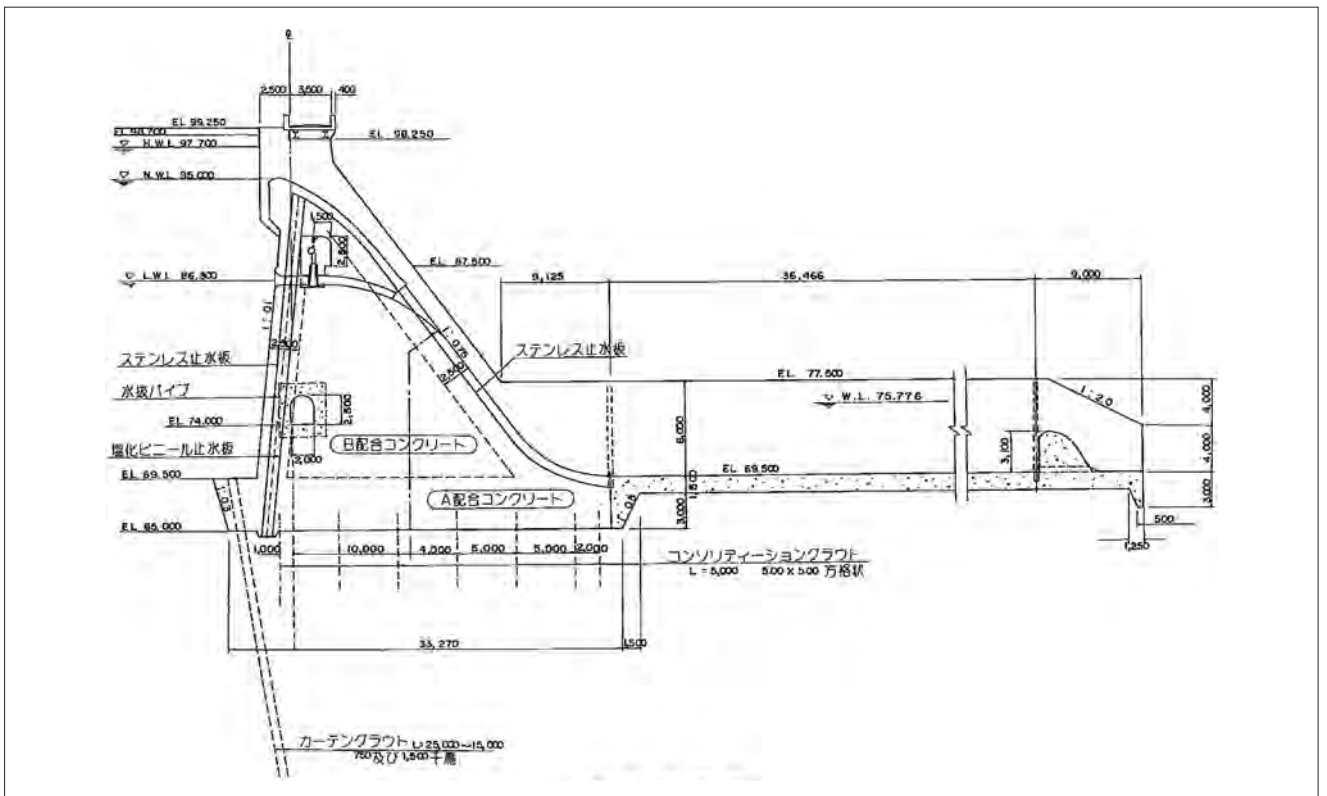 2,500 3,500 400
EL 99.250
EL 98.700
EL 98.250
H.W.L 97.700
N.W.L 95.000
1,500
2,500
EL 87.500
L.W.L 86.500
9,125
36,466
9,000
1:0.1
2,500
ステンレス止水板
1:0.75
ステンレス止水板
2,500
EL 77.500
1:2.0
水抜パイプ
W.L. 75.776
4,000
2,500
EL 74.000
6,000
B配合コンクリート
3,100
4,000
塩化ビニール止水板
2,000
EL 69.500
EL 69.500
A配合コンクリート
1,500
1:0.3
1:0.5
3,000
3,000
EL 65.000
500
1,000 10,000 4,000 5,000 5,000 2,000
1,250
コンソリディーショングラウト
L=5,000 5.00×5.00 方格状
33,270
1,500
カーテングラウト L=25,000~15,000
750及び1,500千鳥